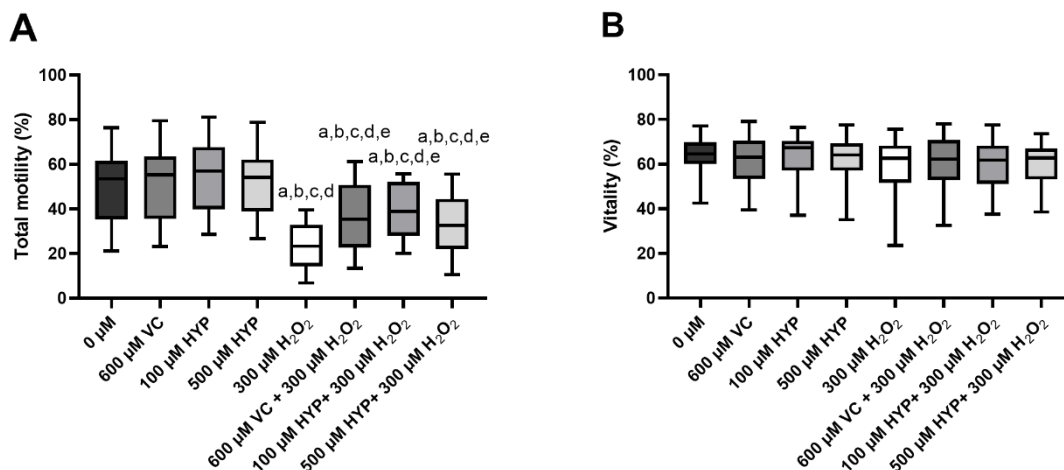 A
Total motility (%)
100
80
60
40
20
0
a,b,c,d
a,b,c,d,e
a,b,c,d,e
a,b,c,d,e
0 µM
600 µM VC
100 µM HYP
500 µM HYP
300 µM H₂O₂
600 µM VC + 300 µM H₂O₂
100 µM HYP+ 300 µM H₂O₂
500 µM HYP+ 300 µM H₂O₂
B
Vitality (%)
100
80
60
40
20
0
0 µM
600 µM VC
100 µM HYP
500 µM HYP
300 µM H₂O₂
600 µM VC + 300 µM H₂O₂
100 µM HYP+ 300 µM H₂O₂
500 µM HYP+ 300 µM H₂O₂